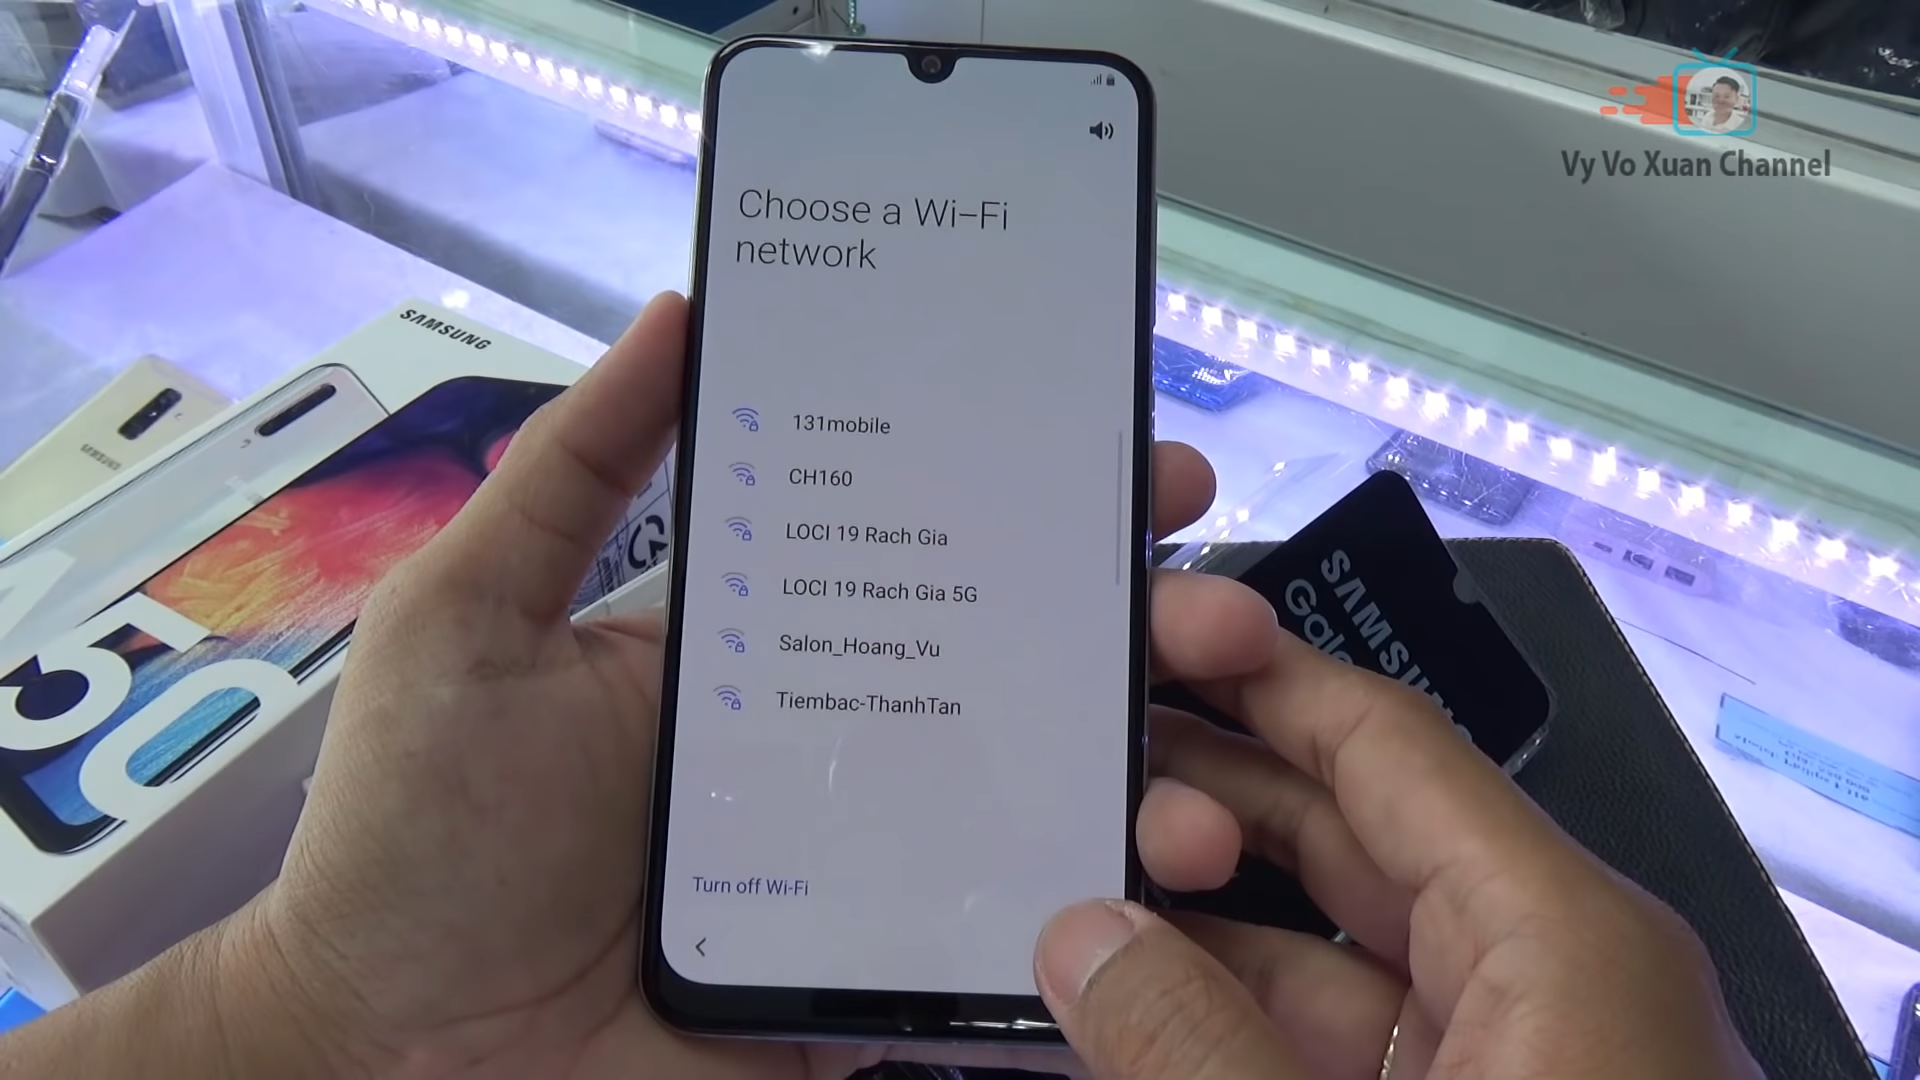 Vy Vo Xuan Channel
Choose a Wi-Fi
network
131mobile
CH160
LOCI 19 Rach Gia
LOCI 19 Rach Gia 5G
Salon_Hoang_Vu
Tiembac-ThanhTan
Turn off Wi-Fi
SAMSUNG
A50
SAMSUNG
SAMSUNG